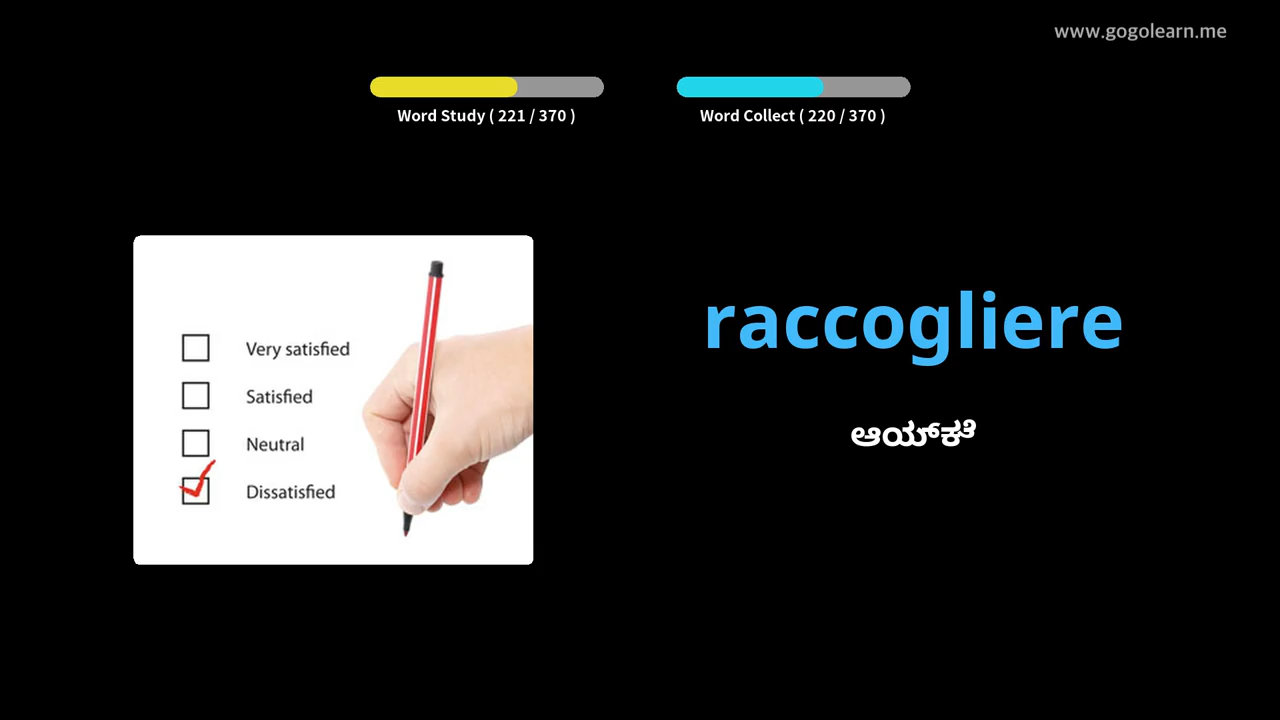 www.gogolearn.me
Word Study ( 221 / 370 )
Word Collect ( 220 / 370 )
Very satisfied
Satisfied
Neutral
Dissatisfied
raccogliere
ಆಯ್ಕೆ